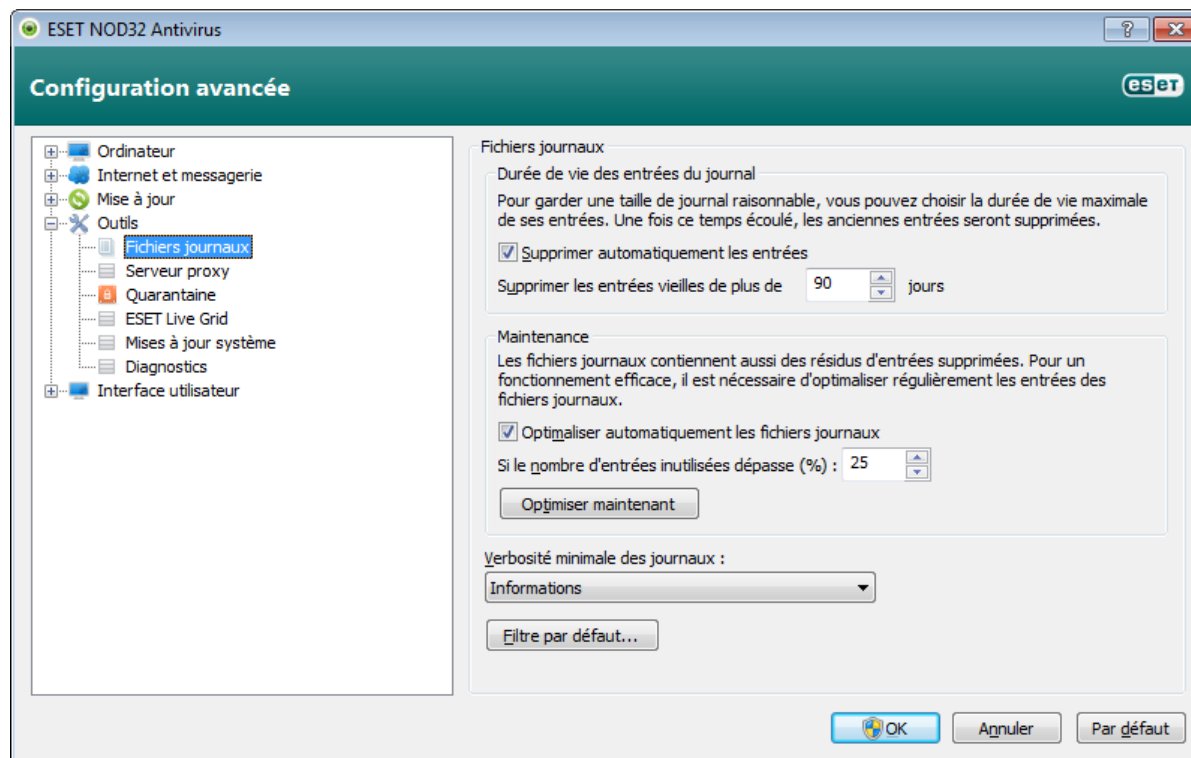 ESET NOD32 Antivirus
?
Configuration avancée
eseT
Ordinateur
Internet et messagerie
Mise à jour
Outils
Fichiers journaux
Serveur proxy
Quarantaine
ESET Live Grid
Mises à jour système
Diagnostics
Interface utilisateur
Fichiers journaux
Durée de vie des entrées du journal
Pour garder une taille de journal raisonnable, vous pouvez choisir la durée de vie maximale
de ses entrées. Une fois ce temps écoulé, les anciennes entrées seront supprimées.
Supprimer automatiquement les entrées
Supprimer les entrées vieilles de plus de 90 jours
Maintenance
Les fichiers journaux contiennent aussi des résidus d'entrées supprimées. Pour un
fonctionnement efficace, il est nécessaire d'optimaliser régulièrement les entrées des
fichiers journaux.
Optimaliser automatiquement les fichiers journaux
Si le nombre d'entrées inutilisées dépasse (%) : 25
Optimiser maintenant
Verbosité minimale des journaux :
Informations
Filtre par défaut...
OK
Annuler
Par défaut